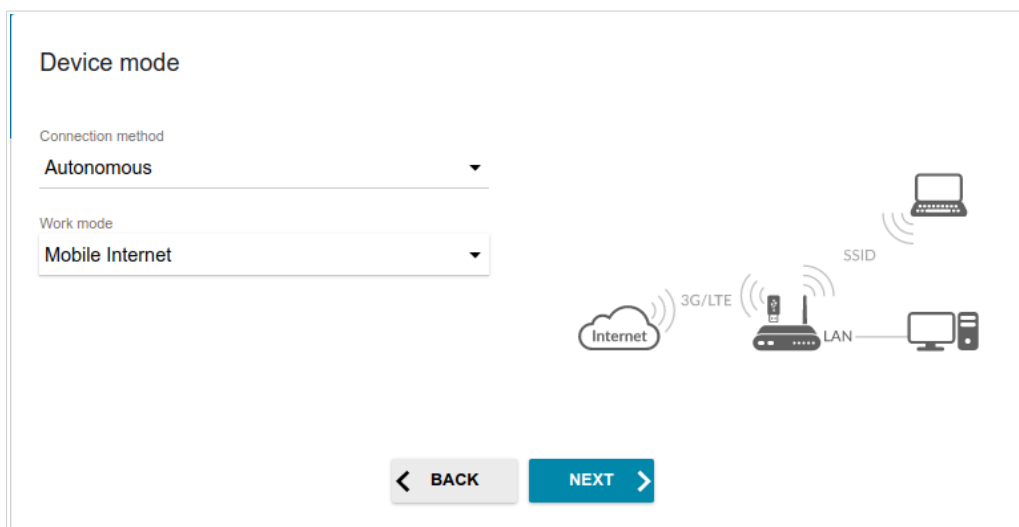 Device mode
Connection method
Autonomous
Work mode
Mobile Internet
SSID
3G/LTE
Internet
LAN
BACK
NEXT